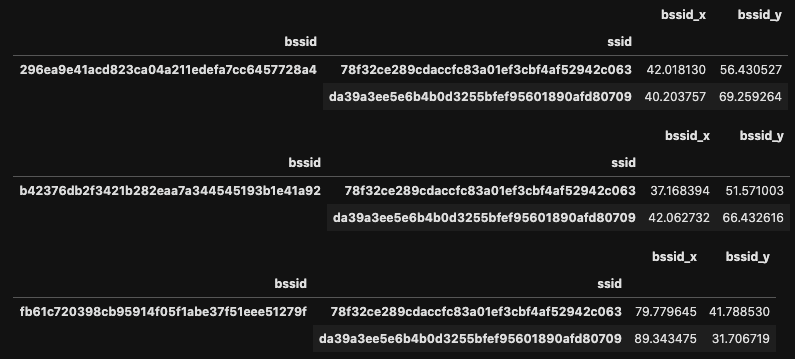 bssid_x bssid_y
bssid ssid
296ea9e41acd823ca04a211edefa7cc6457728a4 78f32ce289cdaccfc83a01ef3cbf4af52942c063 42.018130 56.430527
da39a3ee5e6b4b0d3255bfef95601890afd80709 40.203757 69.259264
bssid_x bssid_y
bssid ssid
b42376db2f3421b282eaa7a344545193b1e41a92 78f32ce289cdaccfc83a01ef3cbf4af52942c063 37.168394 51.571003
da39a3ee5e6b4b0d3255bfef95601890afd80709 42.062732 66.432616
bssid_x bssid_y
bssid ssid
fb61c720398cb95914f05f1abe37f51eee51279f 78f32ce289cdaccfc83a01ef3cbf4af52942c063 79.779645 41.788530
da39a3ee5e6b4b0d3255bfef95601890afd80709 89.343475 31.706719